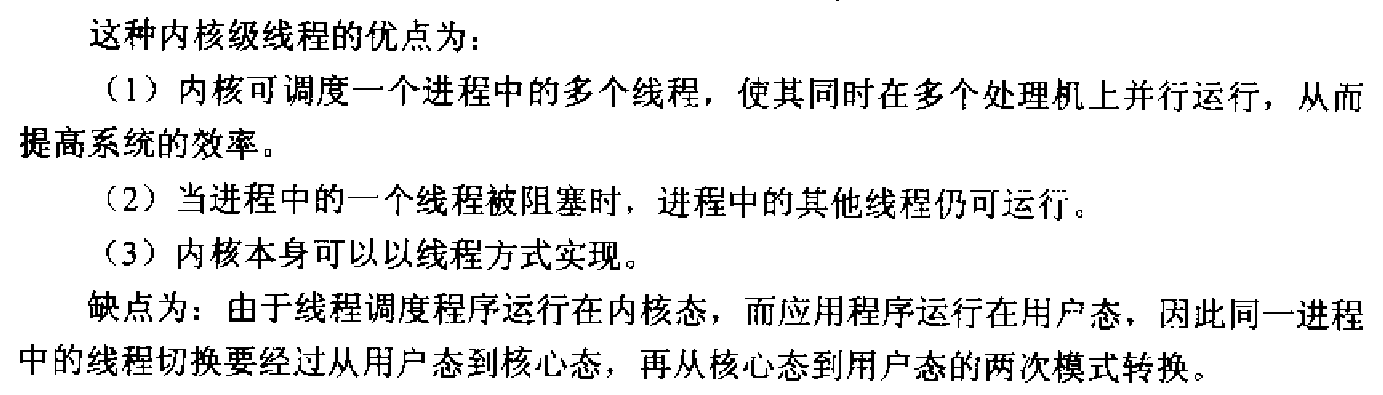 这种内核级线程的优点为：
（1）内核可调度一个进程中的多个线程，使其同时在多个处理机上并行运行，从而
提高系统的效率。
（2）当进程中的一个线程被阻塞时，进程中的其他线程仍可运行。
（3）内核本身可以以线程方式实现。
缺点为：由于线程调度程序运行在内核态，而应用程序运行在用户态，因此同一进程
中的线程切换要经过从用户态到核心态，再从核心态到用户态的两次模式转换。